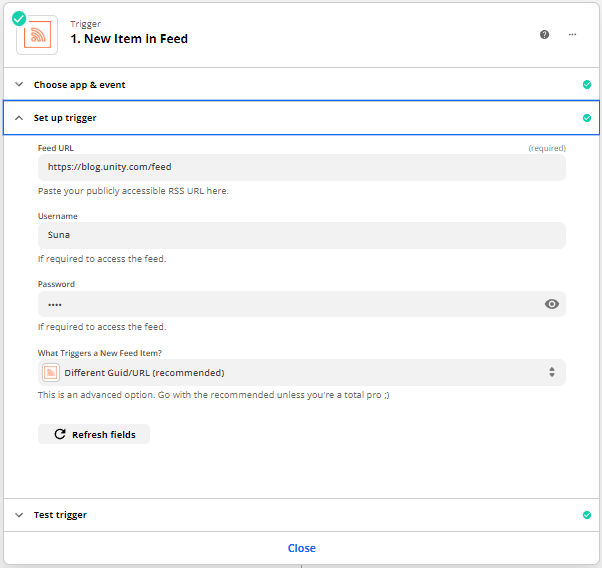 Trigger
1. New Item in Feed
Choose app & event
Set up trigger
Feed URL (required)
https://blog.unity.com/feed
Paste your publicly accessible RSS URL here.
Username
Suna
If required to access the feed.
Password
••••
If required to access the feed.
What Triggers a New Feed Item?
Different Guid/URL (recommended)
This is an advanced option. Go with the recommended unless you're a total pro ;)
Refresh fields
Test trigger
Close